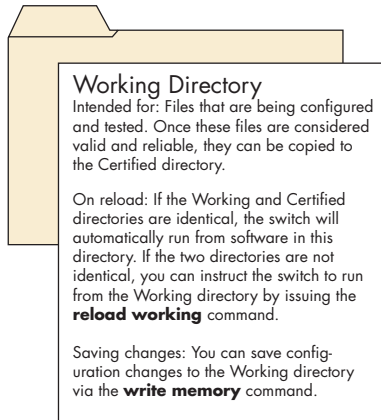 Working Directory
Intended for: Files that are being configured
and tested. Once these files are considered
valid and reliable, they can be copied to
the Certified directory.
On reload: If the Working and Certified
directories are identical, the switch will
automatically run from software in this
directory. If the two directories are not
identical, you can instruct the switch to run
from the Working directory by issuing the
reload working command.
Saving changes: You can save config-
uration changes to the Working directory
via the write memory command.